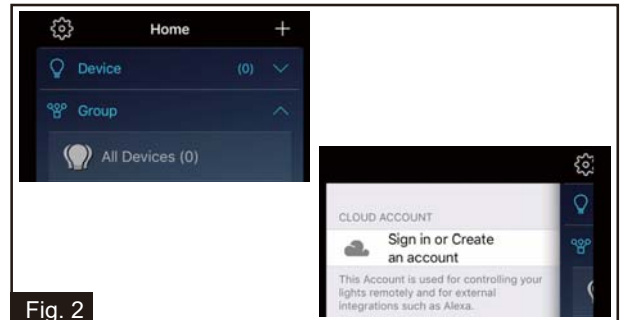 Home
Device (0)
Group
All Devices (0)
CLOUD ACCOUNT
Sign in or Create
an account
This Account is used for controlling your
lights remotely and for external
integrations such as Alexa.
Fig. 2